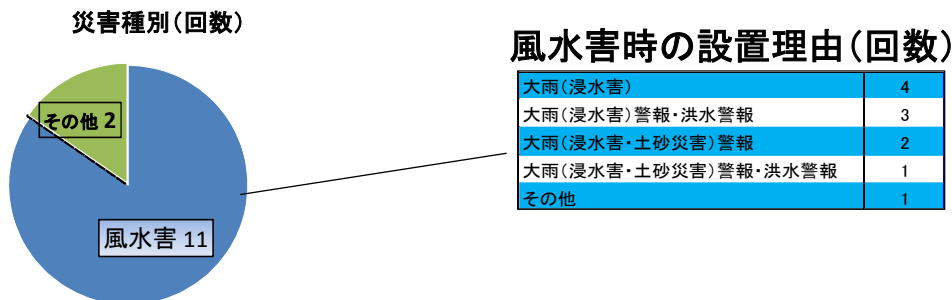 災害種別(回数)
その他 2
風水害 11
風水害時の設置理由(回数)
大雨(浸水害) 4
大雨(浸水害)警報・洪水警報 3
大雨(浸水害・土砂災害)警報 2
大雨(浸水害・土砂災害)警報・洪水警報 1
その他 1